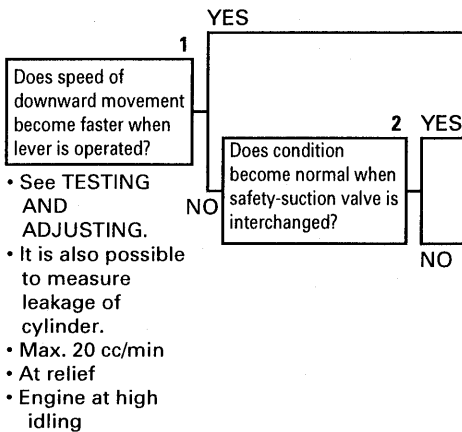 YES
1
Does speed of
downward movement
become faster when
lever is operated?
2 YES
Does condition
become normal when
safety-suction valve is
interchanged?
NO
NO
• See TESTING
AND
ADJUSTING.
• It is also possible
to measure
leakage of
cylinder.
• Max. 20 cc/min
• At relief
• Engine at high
idling